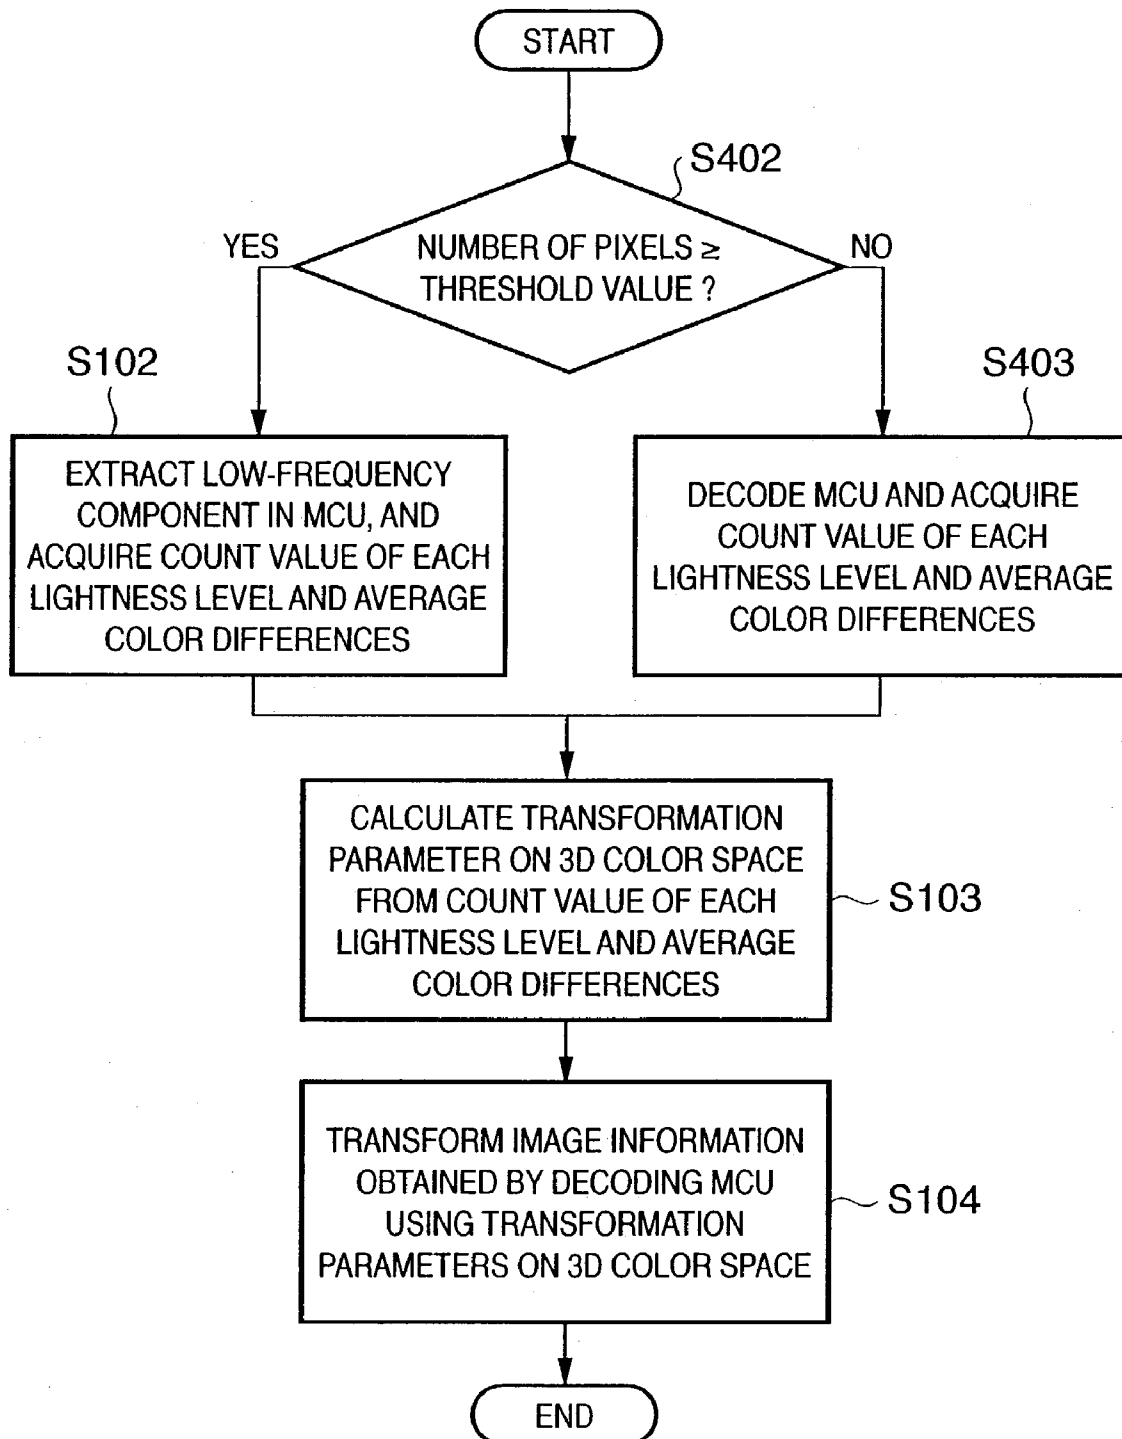 START
S402
NUMBER OF PIXELS ≥
THRESHOLD VALUE ?
YES
NO
S102
S403
EXTRACT LOW-FREQUENCY
COMPONENT IN MCU, AND
ACQUIRE COUNT VALUE OF EACH
LIGHTNESS LEVEL AND AVERAGE
COLOR DIFFERENCES
DECODE MCU AND ACQUIRE
COUNT VALUE OF EACH
LIGHTNESS LEVEL AND AVERAGE
COLOR DIFFERENCES
CALCULATE TRANSFORMATION
PARAMETER ON 3D COLOR SPACE
FROM COUNT VALUE OF EACH
LIGHTNESS LEVEL AND AVERAGE
COLOR DIFFERENCES
S103
TRANSFORM IMAGE INFORMATION
OBTAINED BY DECODING MCU
USING TRANSFORMATION
PARAMETERS ON 3D COLOR SPACE
S104
END